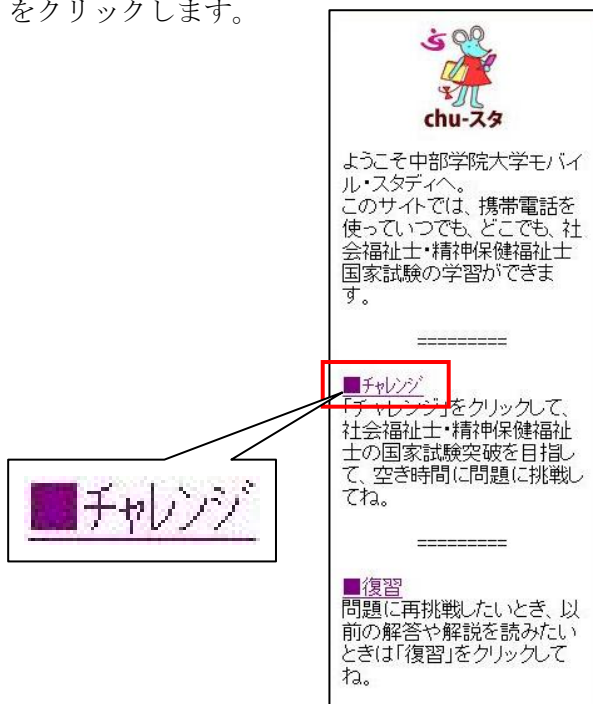 をクリックします。
chu-スタ
ようこそ中部学院大学モバイ
ル・スタディへ。
このサイトでは、携帯電話を
使っていつでも、どこでも、社
会福祉士・精神保健福祉士
国家試験の学習ができま
す。
=========
■チャレンジ
「チャレンジ」をクリックして、
社会福祉士・精神保健福祉
士の国家試験突破を目指し
て、空き時間に問題に挑戦し
てね。
■チャレンジ
=========
■復習
問題に再挑戦したいとき、以
前の解答や解説を読みたい
ときは「復習」をクリックして
ね。